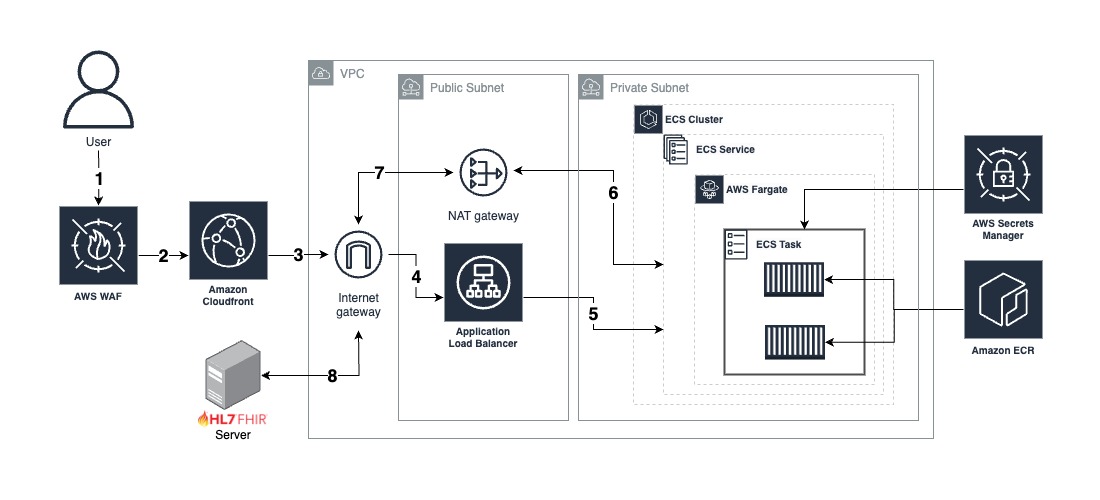 User
1
AWS WAF
2
Amazon
Cloudfront
3
Internet
gateway
VPC
Public Subnet
7
NAT gateway
4
Application
Load Balancer
Private Subnet
6
5
ECS Cluster
ECS Service
AWS Fargate
ECS Task
AWS Secrets
Manager
Amazon ECR
8
HL7 FHIR
Server